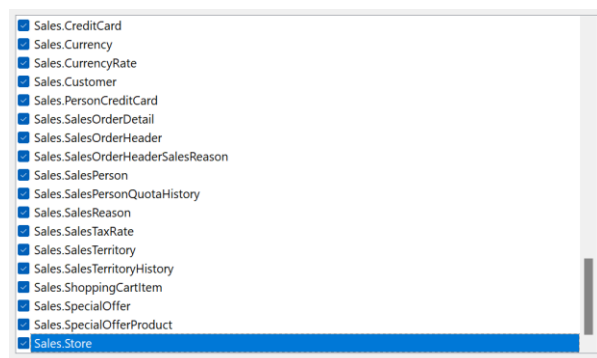 Sales.CreditCard
Sales.Currency
Sales.CurrencyRate
Sales.Customer
Sales.PersonCreditCard
Sales.SalesOrderDetail
Sales.SalesOrderHeader
Sales.SalesOrderHeaderSalesReason
Sales.SalesPerson
Sales.SalesPersonQuotaHistory
Sales.SalesReason
Sales.SalesTaxRate
Sales.SalesTerritory
Sales.SalesTerritoryHistory
Sales.ShoppingCartItem
Sales.SpecialOffer
Sales.SpecialOfferProduct
Sales.Store